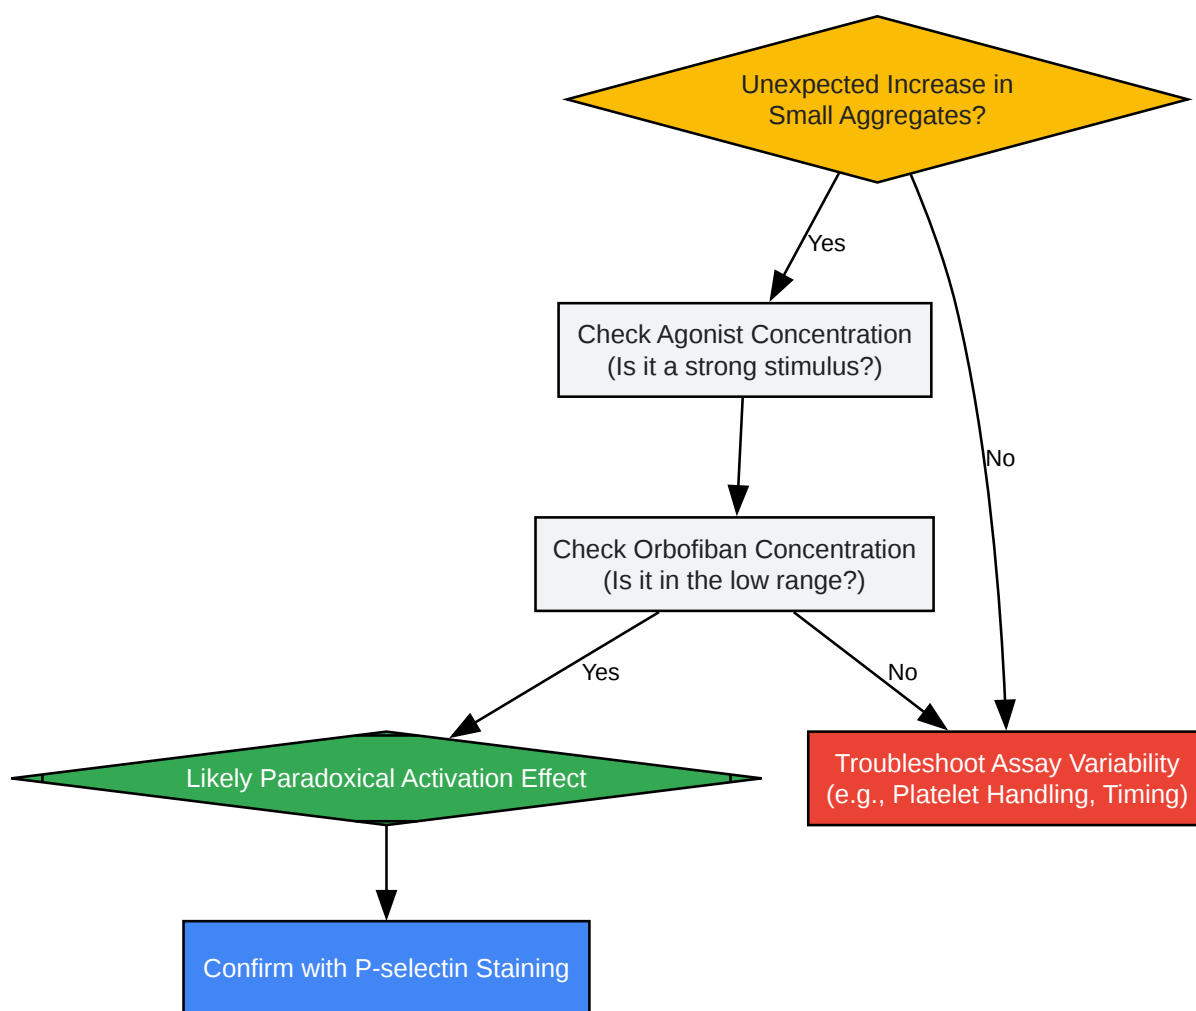 Unexpected Increase in
Small Aggregates?
Yes
Check Agonist Concentration
(Is it a strong stimulus?)
No
Check Orbofiban Concentration
(Is it in the low range?)
Yes
No
Likely Paradoxical Activation Effect
Troubleshoot Assay Variability
(e.g., Platelet Handling, Timing)
Confirm with P-selectin Staining